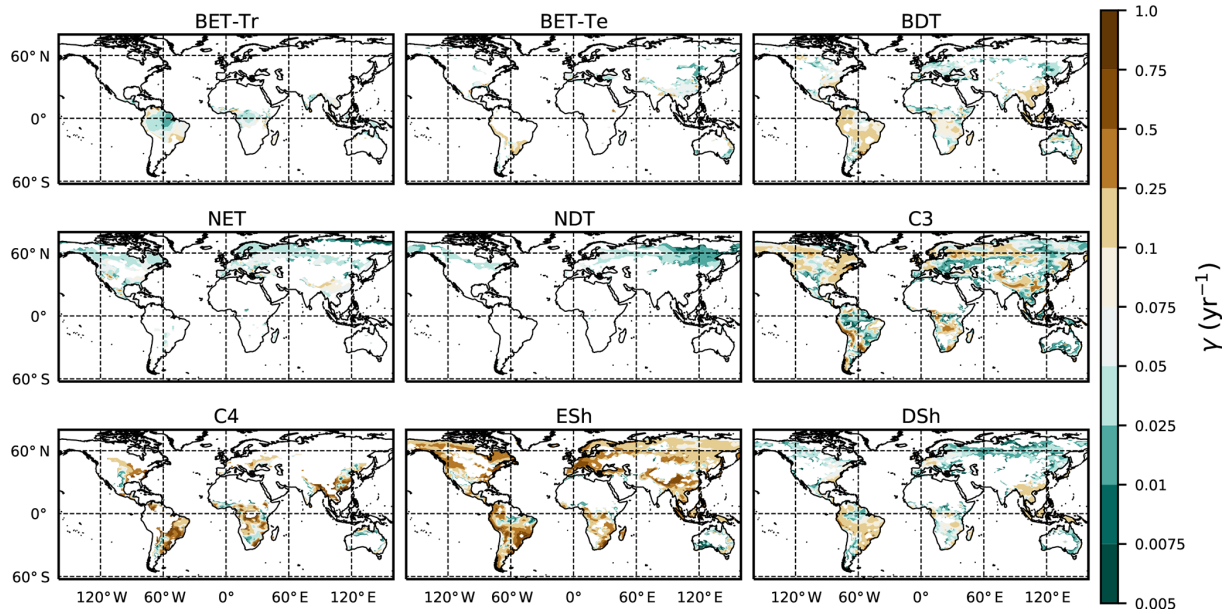 BET-Tr BET-Te BDT
60° N
0°
60° S
NET NDT C3
60° N
0°
60° S
C4 ESh DSh
60° N
0°
60° S
120°W 60°W 0° 60°E 120°E 120°W 60°W 0° 60°E 120°E 120°W 60°W 0° 60°E 120°E
1.0
0.75
0.5
0.25
0.1
0.075
0.05
0.025
0.01
0.0075
0.005
γ (yr⁻¹)